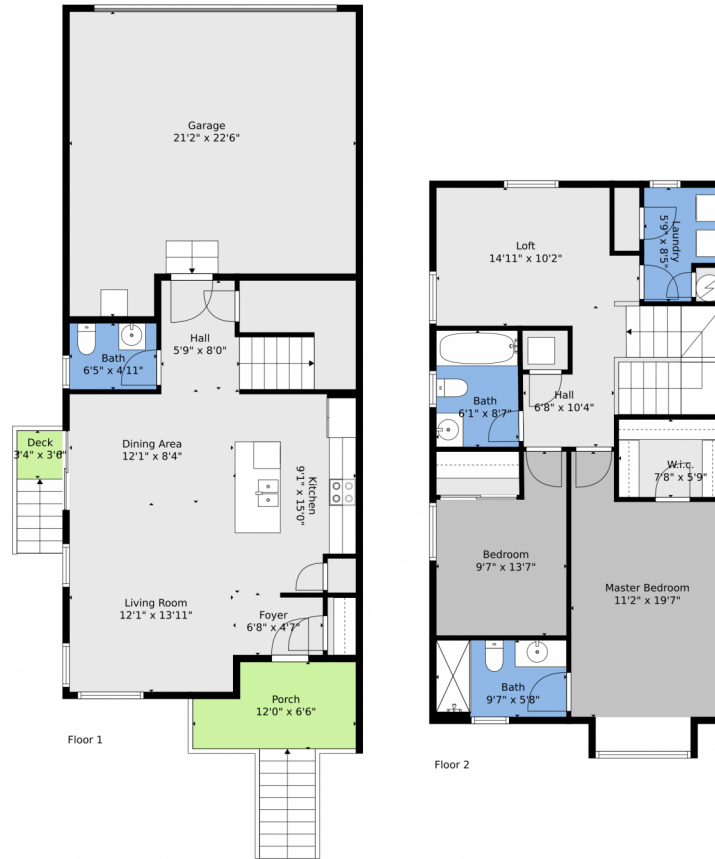 Garage
21'2" x 22'6"
Hall
5'9" x 8'0"
Bath
6'5" x 4'11"
Deck
3'4" x 3'6"
Dining Area
12'1" x 8'4"
Kitchen
9'1" x 15'0"
Living Room
12'1" x 13'11"
Foyer
6'8" x 4'7"
Porch
12'0" x 6'6"
Floor 1
Loft
14'11" x 10'2"
Laundry
5'9" x 8'5"
Bath
6'1" x 8'7"
Hall
6'8" x 10'4"
W.i.c.
7'8" x 5'9"
Bedroom
9'7" x 13'7"
Master Bedroom
11'2" x 19'7"
Bath
9'7" x 5'8"
Floor 2